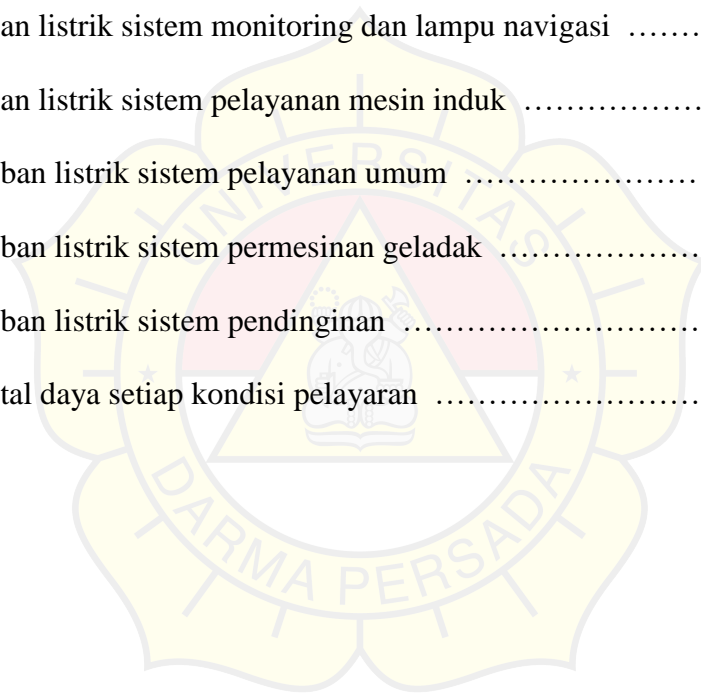 an listrik sistem monitoring dan lampu navigasi …….
an listrik sistem pelayanan mesin induk ………………
ban listrik sistem pelayanan umum ………………….
ban listrik sistem permesinan geladak ………………..
ban listrik sistem pendinginan ……………………….
tal daya setiap kondisi pelayaran …………………….
UNIVERSITAS
DARMA PERSADA